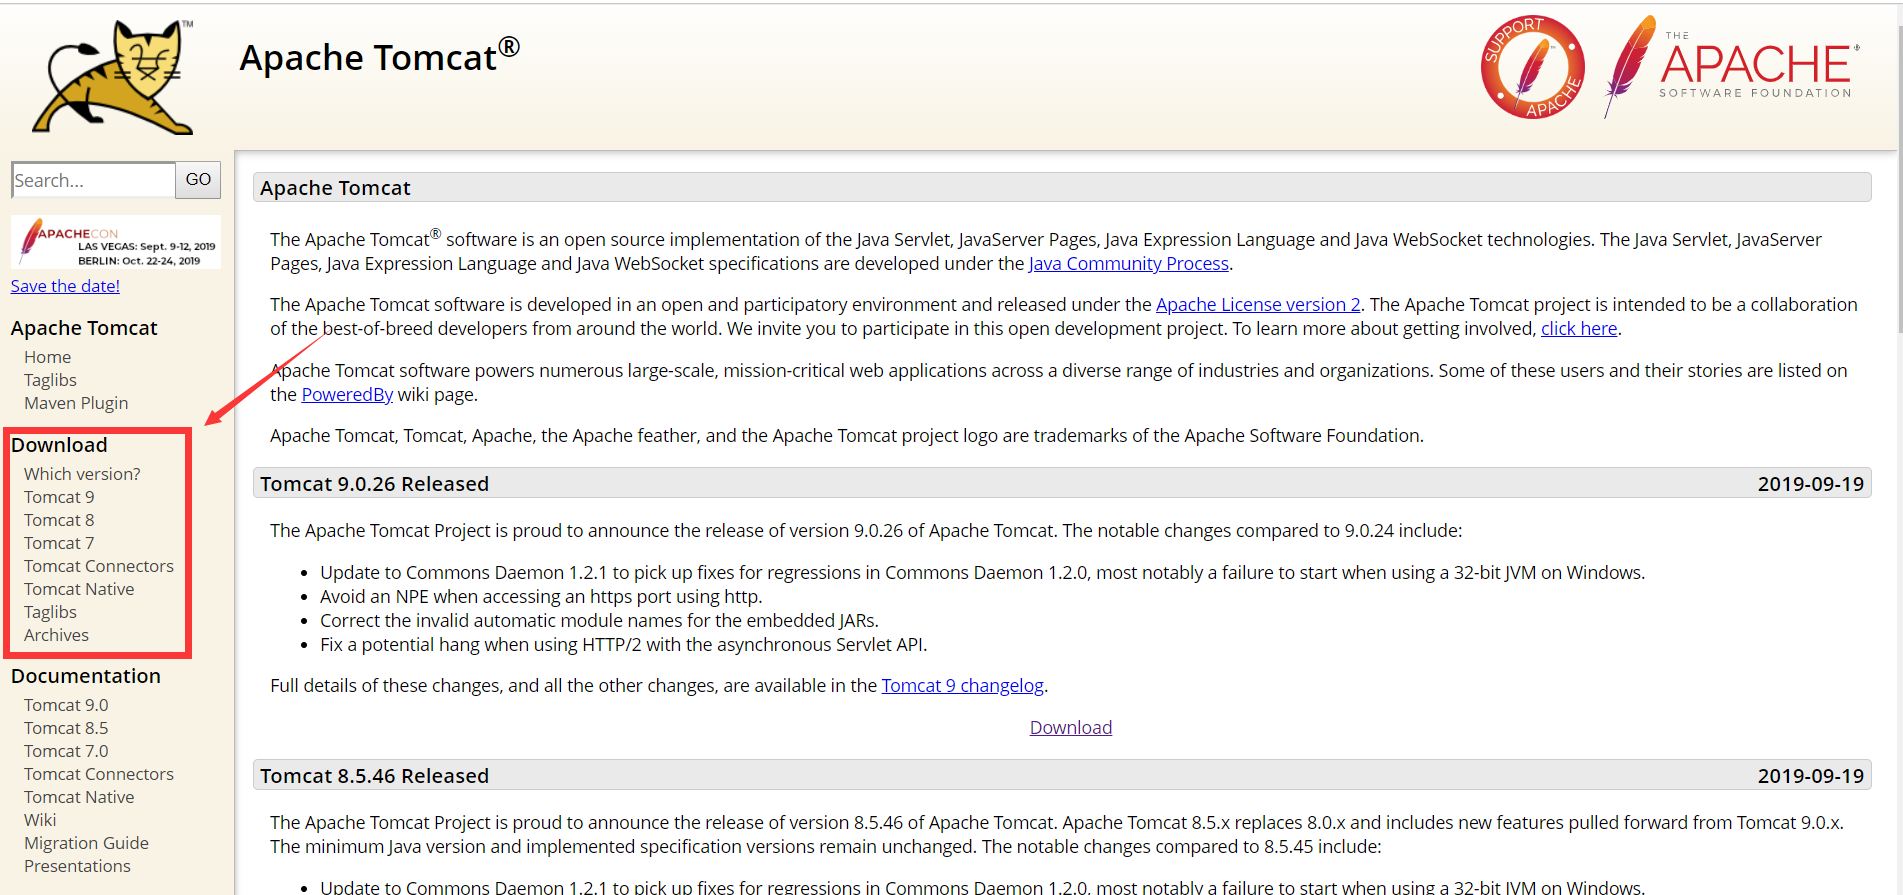 TM
Apache Tomcat®
SUPPORT APACHE
THE
APACHE®
SOFTWARE FOUNDATION
Search... GO
APACHECON
LAS VEGAS: Sept. 9-12, 2019
BERLIN: Oct. 22-24, 2019
Save the date!
Apache Tomcat
Home
Taglibs
Maven Plugin
Download
Which version?
Tomcat 9
Tomcat 8
Tomcat 7
Tomcat Connectors
Tomcat Native
Taglibs
Archives
Documentation
Tomcat 9.0
Tomcat 8.5
Tomcat 7.0
Tomcat Connectors
Tomcat Native
Wiki
Migration Guide
Presentations
Apache Tomcat
The Apache Tomcat® software is an open source implementation of the Java Servlet, JavaServer Pages, Java Expression Language and Java WebSocket technologies. The Java Servlet, JavaServer
Pages, Java Expression Language and Java WebSocket specifications are developed under the Java Community Process.
The Apache Tomcat software is developed in an open and participatory environment and released under the Apache License version 2. The Apache Tomcat project is intended to be a collaboration
of the best-of-breed developers from around the world. We invite you to participate in this open development project. To learn more about getting involved, click here.
Apache Tomcat software powers numerous large-scale, mission-critical web applications across a diverse range of industries and organizations. Some of these users and their stories are listed on
the PoweredBy wiki page.
Apache Tomcat, Tomcat, Apache, the Apache feather, and the Apache Tomcat project logo are trademarks of the Apache Software Foundation.
Tomcat 9.0.26 Released 2019-09-19
The Apache Tomcat Project is proud to announce the release of version 9.0.26 of Apache Tomcat. The notable changes compared to 9.0.24 include:
• Update to Commons Daemon 1.2.1 to pick up fixes for regressions in Commons Daemon 1.2.0, most notably a failure to start when using a 32-bit JVM on Windows.
• Avoid an NPE when accessing an https port using http.
• Correct the invalid automatic module names for the embedded JARs.
• Fix a potential hang when using HTTP/2 with the asynchronous Servlet API.
Full details of these changes, and all the other changes, are available in the Tomcat 9 changelog.
Download
Tomcat 8.5.46 Released 2019-09-19
The Apache Tomcat Project is proud to announce the release of version 8.5.46 of Apache Tomcat. Apache Tomcat 8.5.x replaces 8.0.x and includes new features pulled forward from Tomcat 9.0.x.
The minimum Java version and implemented specification versions remain unchanged. The notable changes compared to 8.5.45 include:
• Update to Commons Daemon 1.2.1 to pick up fixes for regressions in Commons Daemon 1.2.0, most notably a failure to start when using a 32-bit JVM on Windows.